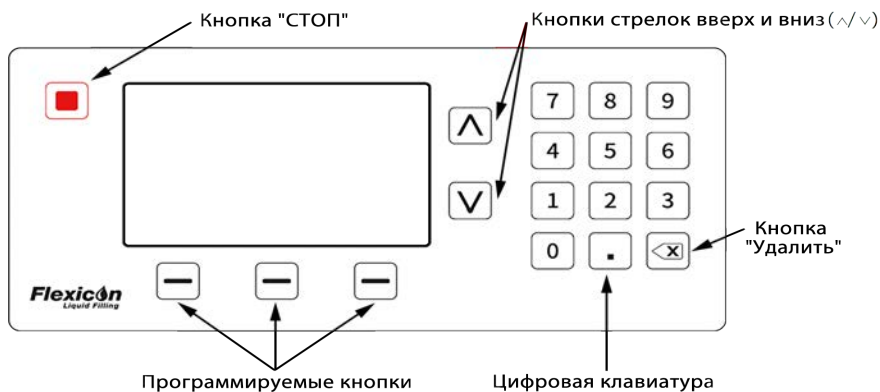 Кнопка "СТОП"
Кнопки стрелок вверх и вниз (∧/∨)
7 8 9
4 5 6
1 2 3
0 .
x
Кнопка
"Удалить"
Flexicon
Liquid Filling
Программируемые кнопки
Цифровая клавиатура